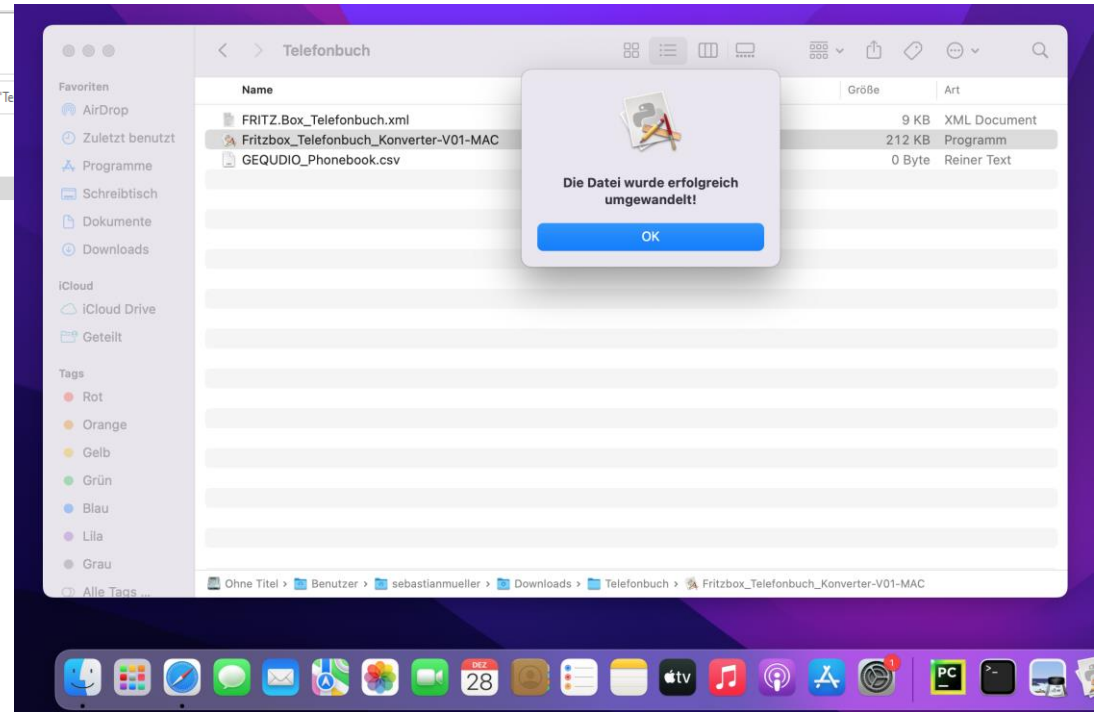 "Te
Telefonbuch
Favoriten
AirDrop
Zuletzt benutzt
Programme
Schreibtisch
Dokumente
Downloads
iCloud
iCloud Drive
Geteilt
Tags
Rot
Orange
Gelb
Grün
Blau
Lila
Grau
Alle Tags ...
Name Größe Art
FRITZ.Box_Telefonbuch.xml 9 KB XML Document
Fritzbox_Telefonbuch_Konverter-V01-MAC 212 KB Programm
GEQUDIO_Phonebook.csv 0 Byte Reiner Text
Die Datei wurde erfolgreich
umgewandelt!
OK
Ohne Titel > Benutzer > sebastianmueller > Downloads > Telefonbuch > Fritzbox_Telefonbuch_Konverter-V01-MAC
DEZ
28
tv
1
PC
>_